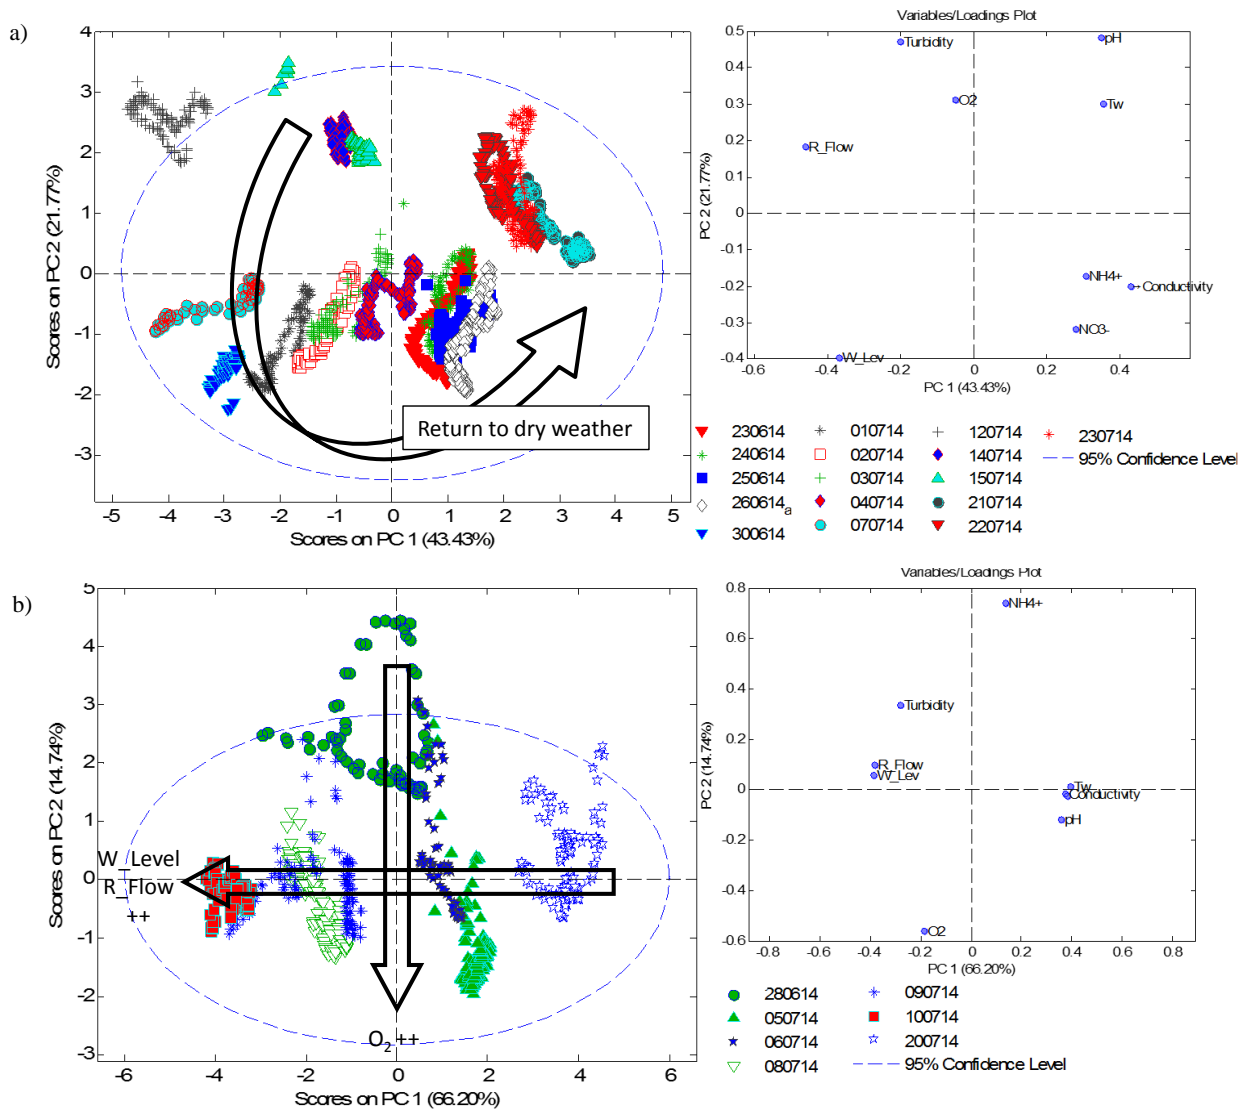 a)
4
3
2
1
0
-1
-2
-3
Scores on PC 2 (21.77%)
-5
-4
-3
-2
-1
0
1
2
3
4
5
Scores on PC 1 (43.43%)
Return to dry weather
Variables/Loadings Plot
0.5
0.4
0.3
0.2
0.1
0
-0.1
-0.2
-0.3
-0.4
PC 2 (21.77%)
Turbidity
pH
O2
Tw
R_Flow
NH4+
Conductivity
NO3-
W_Lev
-0.6
-0.4
-0.2
0
0.2
0.4
PC 1 (43.43%)
230614
240614
250614
260614a
300614
010714
020714
030714
040714
070714
120714
140714
150714
210714
220714
230714
95% Confidence Level
b)
5
4
3
2
1
0
-1
-2
-3
Scores on PC 2 (14.74%)
W_Level
R_Flow
++
O2 ++
-6
-4
-2
0
2
4
6
Scores on PC 1 (66.20%)
Variables/Loadings Plot
0.8
0.6
0.4
0.2
0
-0.2
-0.4
-0.6
PC 2 (14.74%)
NH4+
Turbidity
R_Flow
W_Lev
Tw
Conductivity
pH
O2
-0.8
-0.6
-0.4
-0.2
0
0.2
0.4
0.6
0.8
PC 1 (66.20%)
280614
050714
060714
080714
090714
100714
200714
95% Confidence Level